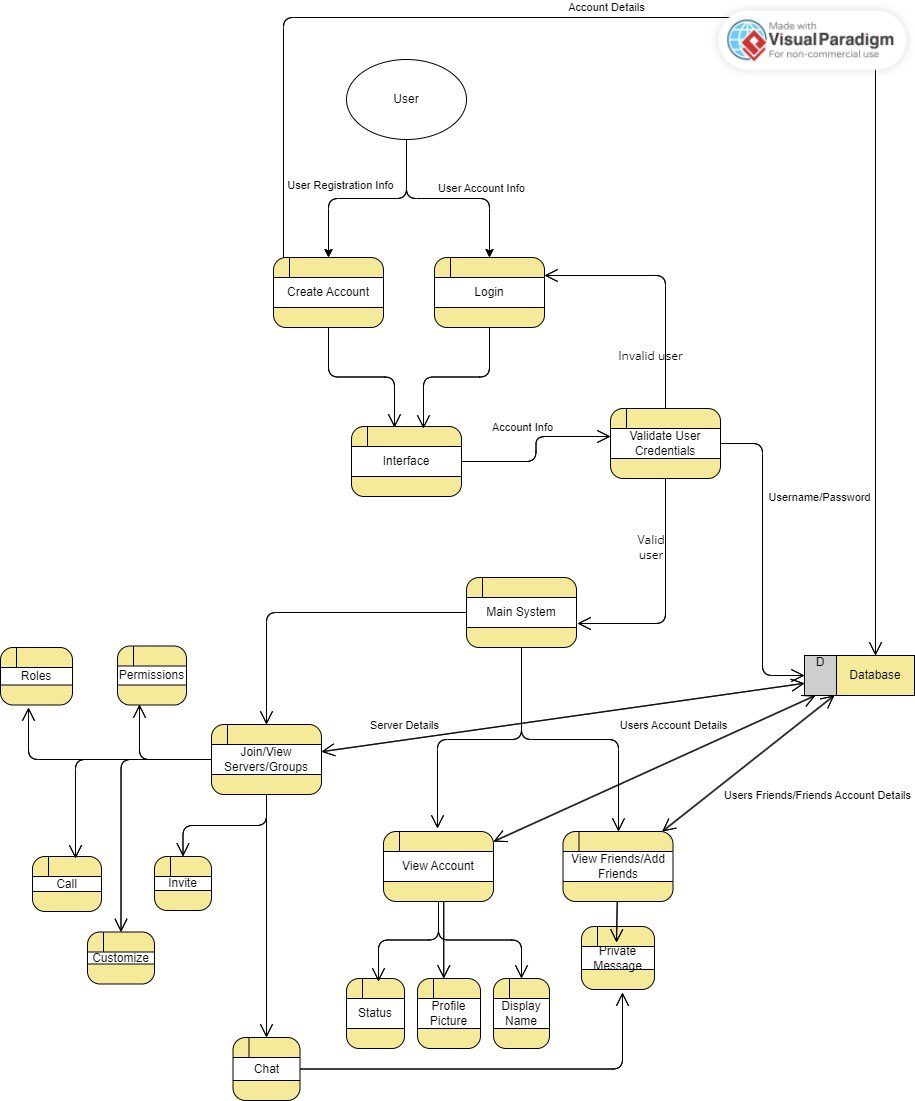 Account Details
Made with
VisualParadigm
For non-commercial use
User
User Registration Info
User Account Info
Create Account
Login
Invalid user
Account Info
Validate User
Credentials
Interface
Username/Password
Valid
user
Main System
D
Database
Roles
Permissions
Server Details
Users Account Details
Join/View
Servers/Groups
Users Friends/Friends Account Details
View Account
View Friends/Add
Friends
Call
Invite
Customize
Private
Message
Status
Profile
Picture
Display
Name
Chat